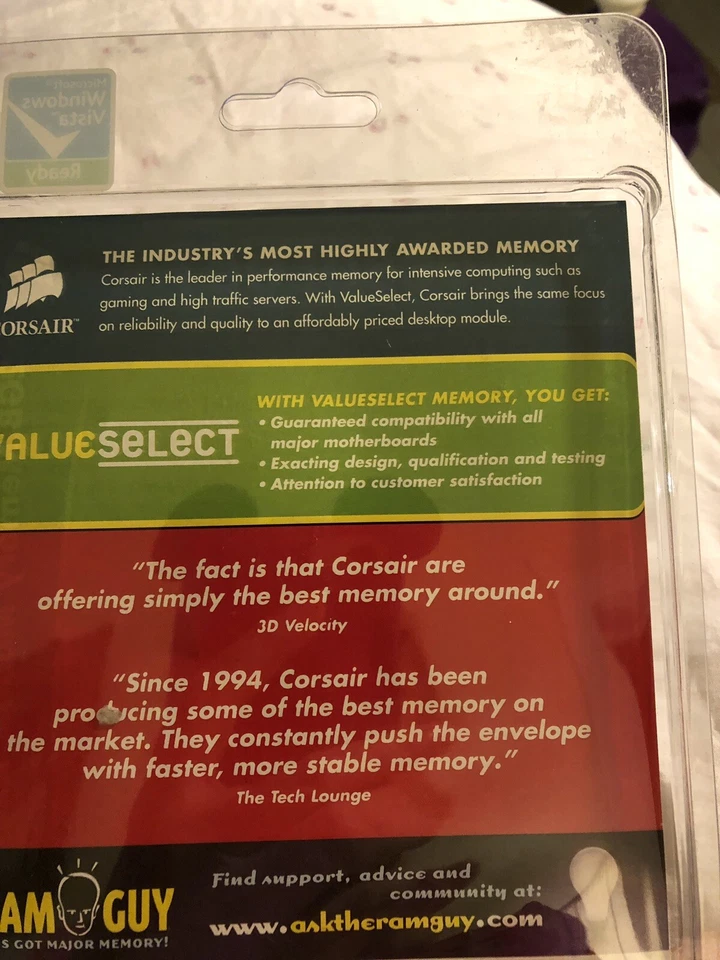 Microsoft®
Windows
Vista™
Ready
THE INDUSTRY'S MOST HIGHLY AWARDED MEMORY
Corsair is the leader in performance memory for intensive computing such as
gaming and high traffic servers. With ValueSelect, Corsair brings the same focus
on reliability and quality to an affordably priced desktop module.
ORSAIR™
WITH VALUESELECT MEMORY, YOU GET:
• Guaranteed compatibility with all
major motherboards
• Exacting design, qualification and testing
• Attention to customer satisfaction
ALUESELECT
"The fact is that Corsair are
offering simply the best memory around."
3D Velocity
"Since 1994, Corsair has been
producing some of the best memory on
the market. They constantly push the envelope
with faster, more stable memory."
The Tech Lounge
AM GUY
S GOT MAJOR MEMORY!
Find support, advice and
community at:
www.asktheramguy.com